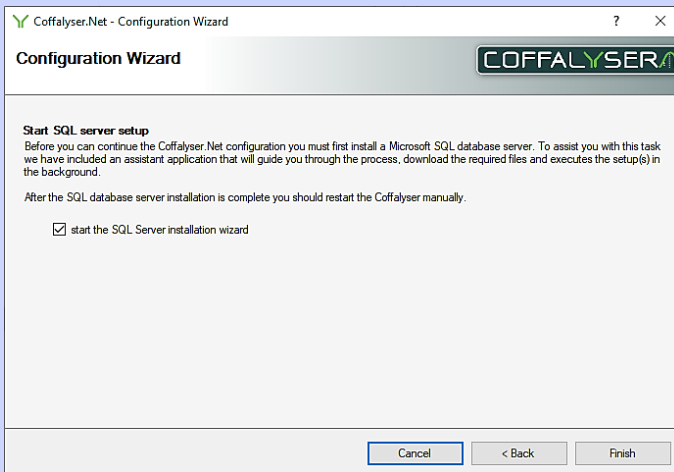 Coffalyser.Net - Configuration Wizard
?
Configuration Wizard
COFFALYSER
Start SQL server setup
Before you can continue the Coffalyser.Net configuration you must first install a Microsoft SQL database server. To assist you with this task
we have included an assistant application that will guide you through the process, download the required files and executes the setup(s) in
the background.
After the SQL database server installation is complete you should restart the Coffalyser manually.
start the SQL Server installation wizard
Cancel
< Back
Finish